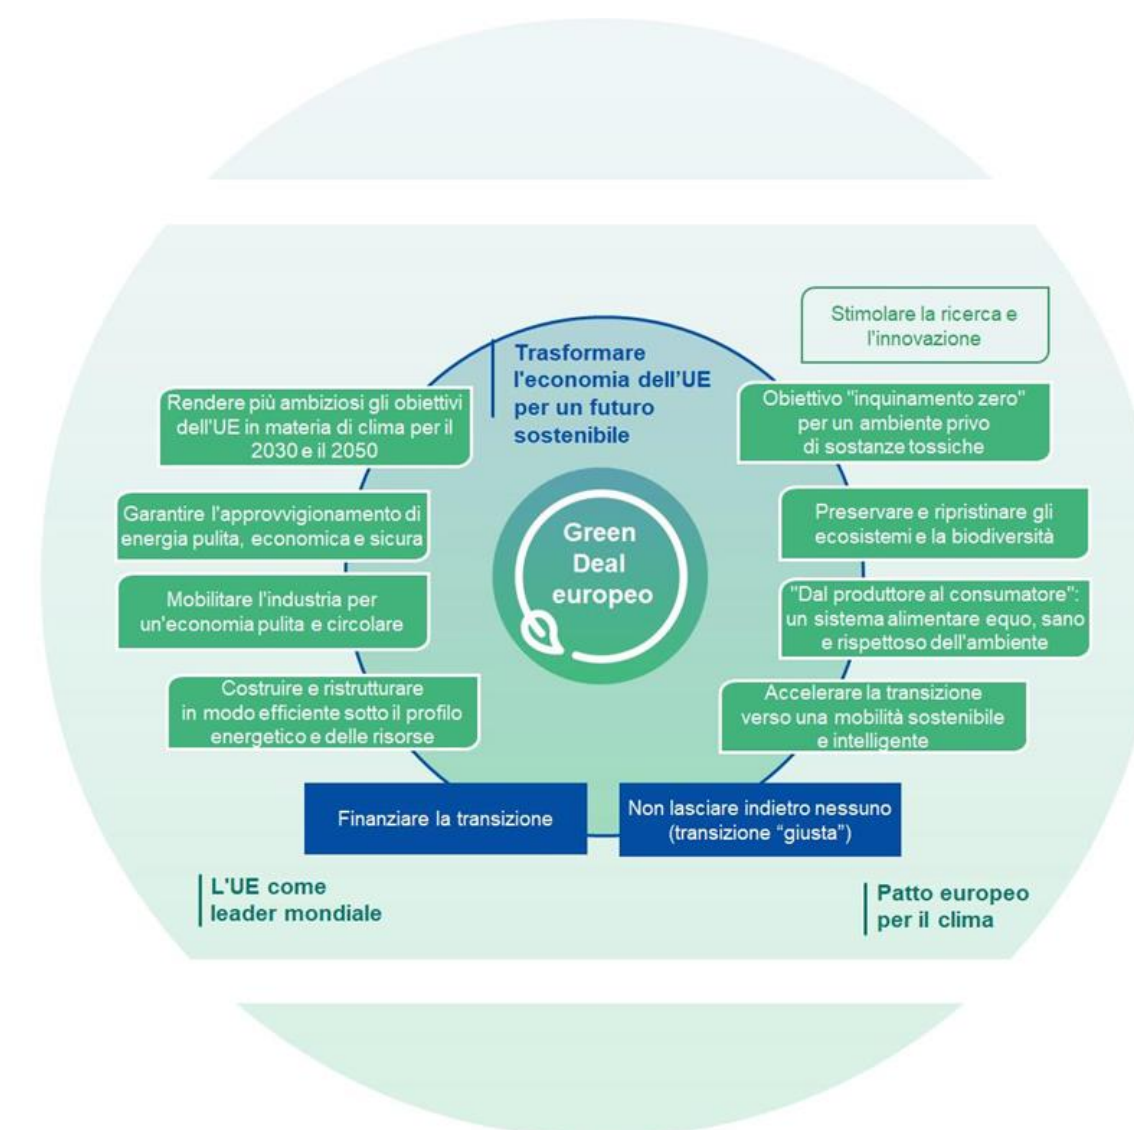 Stimolare la ricerca e
l'innovazione
Trasformare
l'economia dell'UE
per un futuro
sostenibile
Rendere più ambiziosi gli obiettivi
dell'UE in materia di clima per il
2030 e il 2050
Obiettivo "inquinamento zero"
per un ambiente privo
di sostanze tossiche
Garantire l'approvvigionamento di
energia pulita, economica e sicura
Preservare e ripristinare gli
ecosistemi e la biodiversità
Green
Deal
europeo
Mobilitare l'industria per
un'economia pulita e circolare
"Dal produttore al consumatore":
un sistema alimentare equo, sano
e rispettoso dell'ambiente
Costruire e ristrutturare
in modo efficiente sotto il profilo
energetico e delle risorse
Accelerare la transizione
verso una mobilità sostenibile
e intelligente
Finanziare la transizione
Non lasciare indietro nessuno
(transizione “giusta”)
L'UE come
leader mondiale
Patto europeo
per il clima